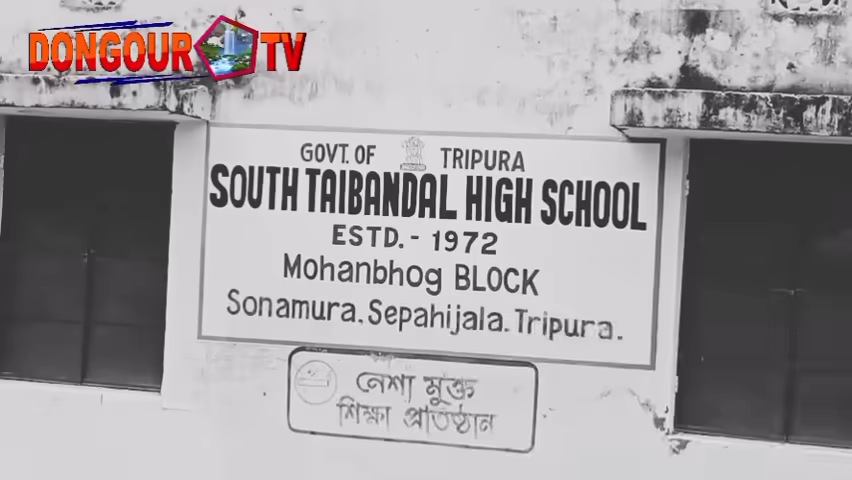 DONGOUR TV
GOVT. OF TRIPURA
SOUTH TAIBANDAL HIGH SCHOOL
ESTD. - 1972
Mohanbhog BLOCK
Sonamura. Sepahijala. Tripura.
নেশা মুক্ত
শিক্ষা প্রতিষ্ঠান